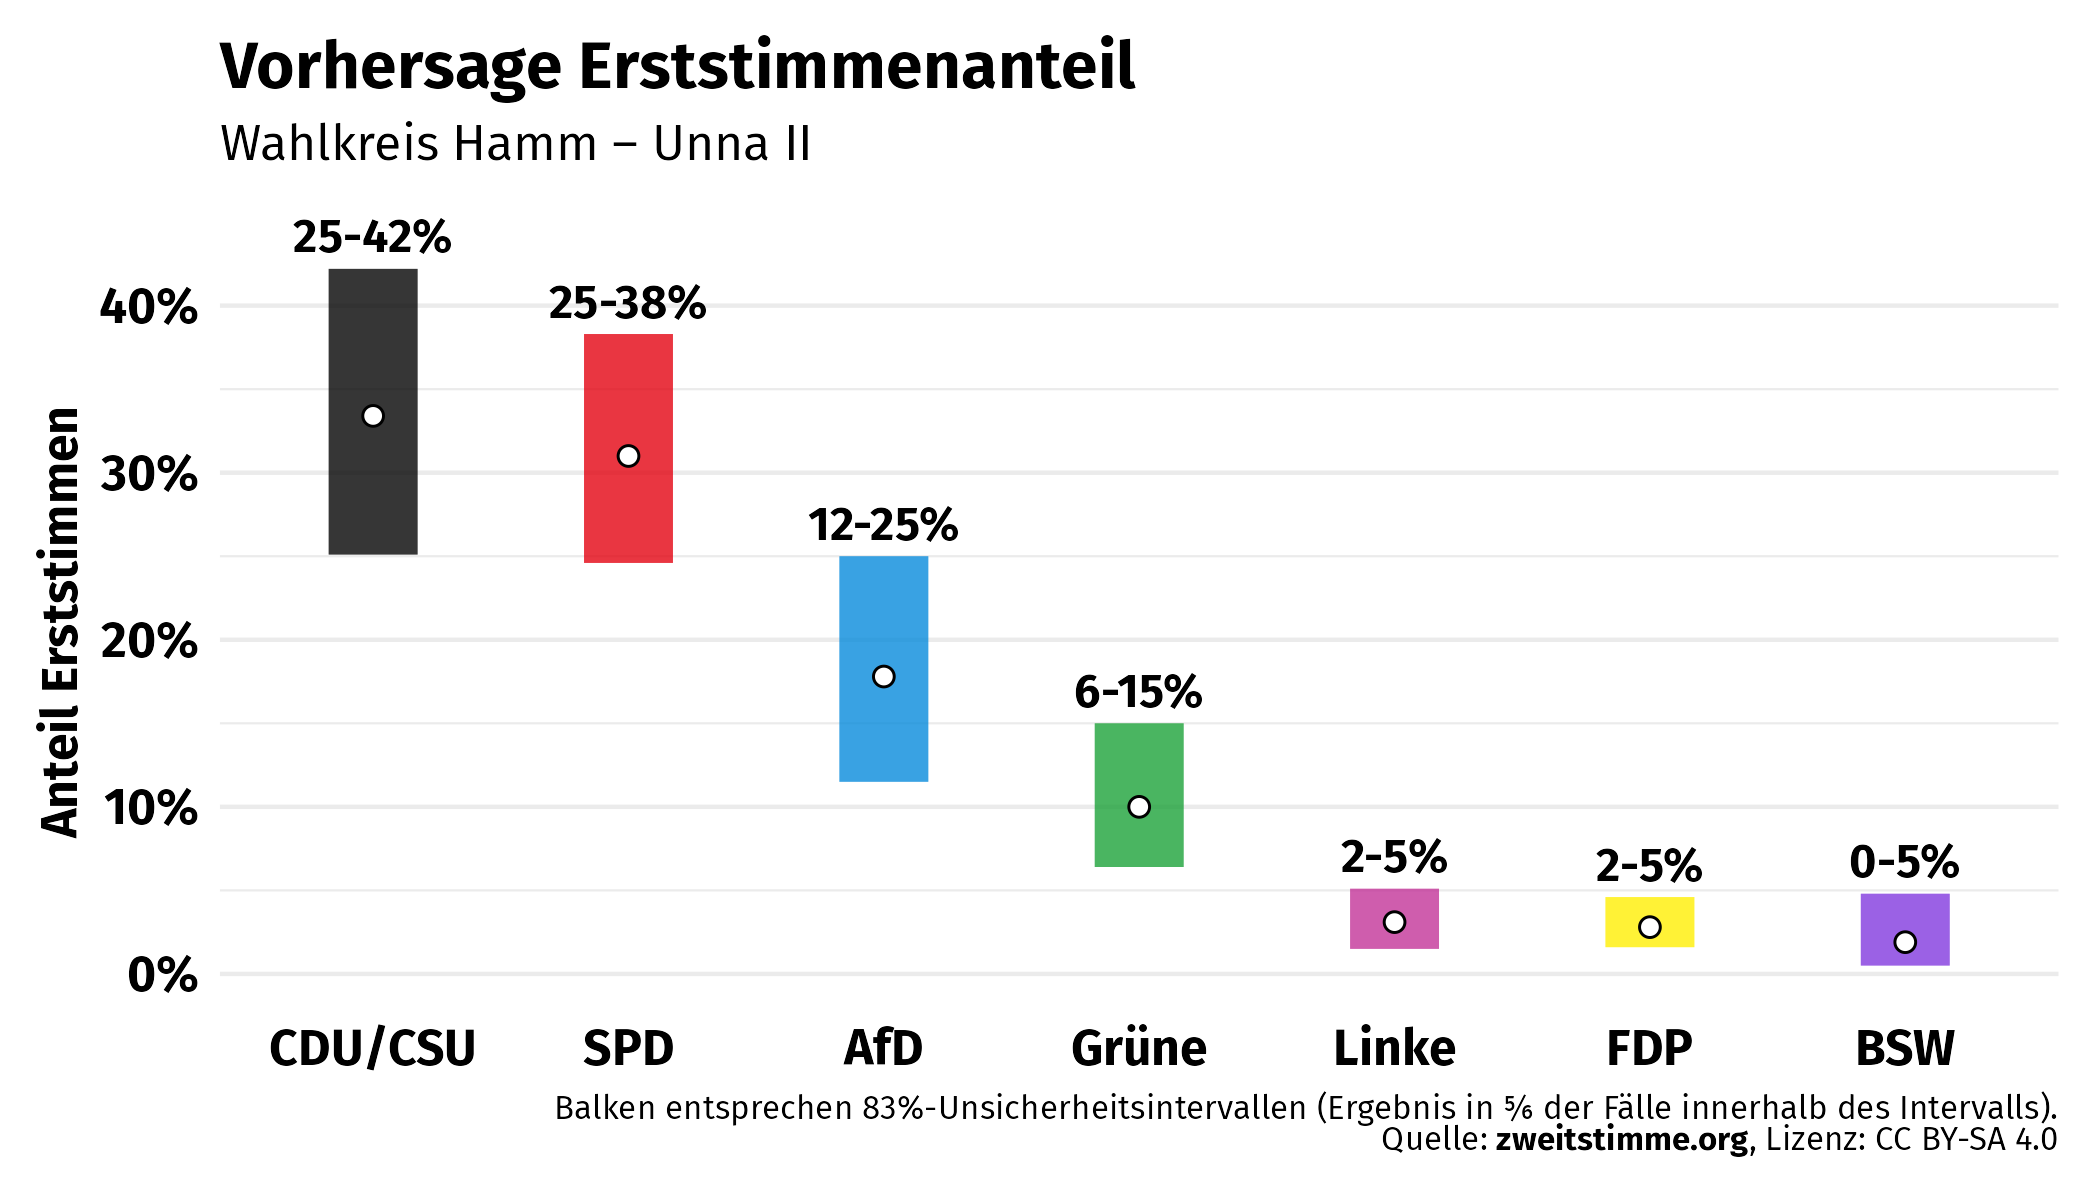 Vorhersage Erststimmenanteil
Wahlkreis Hamm – Unna II
25-42%
25-38%
12-25%
6-15%
2-5%
2-5%
0-5%
40%
30%
20%
10%
0%
Anteil Erststimmen
CDU/CSU
SPD
AfD
Grüne
Linke
FDP
BSW
Balken entsprechen 83%-Unsicherheitsintervallen (Ergebnis in ⅚ der Fälle innerhalb des Intervalls).
Quelle: zweitstimme.org, Lizenz: CC BY-SA 4.0